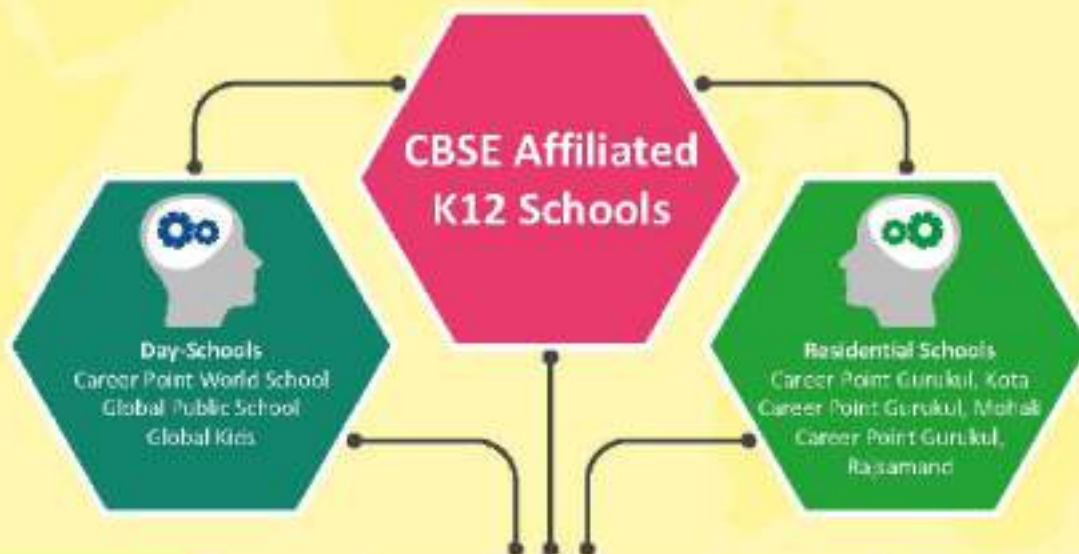 CBSE Affiliated
K12 Schools
Day-Schools
Career Point World School
Global Public School
Global Kids
Residential Schools
Career Point Gurukul, Kota
Career Point Gurukul, Mohali
Career Point Gurukul,
Rajsamand